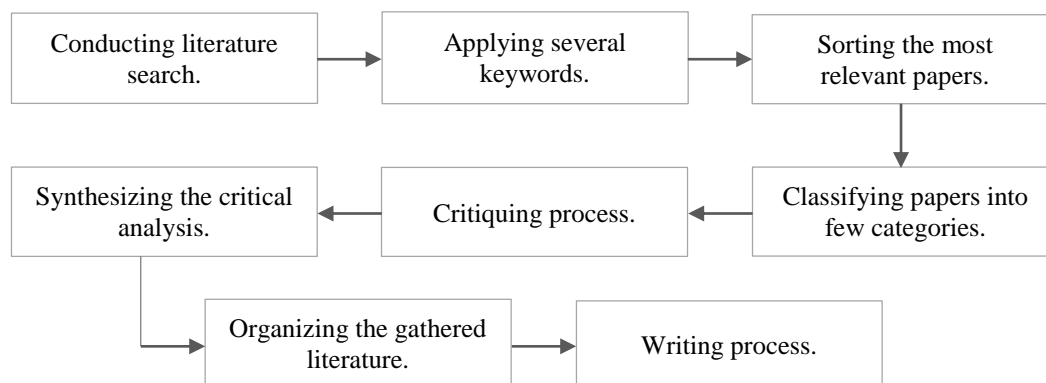 Conducting literature
search.
Applying several
keywords.
Sorting the most
relevant papers.
Classifying papers into
few categories.
Critiquing process.
Synthesizing the critical
analysis.
Organizing the gathered
literature.
Writing process.